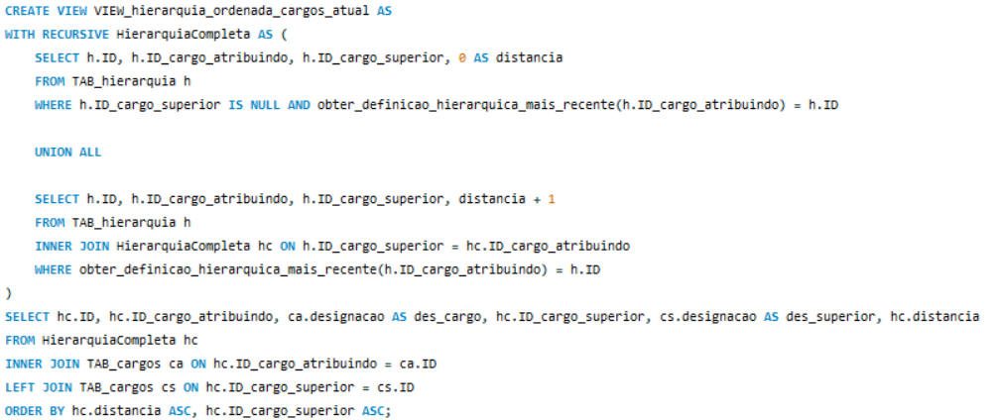 CREATE VIEW VIEW_hierarquia_ordenada_cargos_atual AS
WITH RECURSIVE HierarquiaCompleta AS (
    SELECT h.ID, h.ID_cargo_atribuindo, h.ID_cargo_superior, 0 AS distancia
    FROM TAB_hierarquia h
    WHERE h.ID_cargo_superior IS NULL AND obter_definicao_hierarquica_mais_recente(h.ID_cargo_atribuindo) = h.ID
    UNION ALL
    SELECT h.ID, h.ID_cargo_atribuindo, h.ID_cargo_superior, distancia + 1
    FROM TAB_hierarquia h
    INNER JOIN HierarquiaCompleta hc ON h.ID_cargo_superior = hc.ID_cargo_atribuindo
    WHERE obter_definicao_hierarquica_mais_recente(h.ID_cargo_atribuindo) = h.ID
)
SELECT hc.ID, hc.ID_cargo_atribuindo, ca.designacao AS des_cargo, hc.ID_cargo_superior, cs.designacao AS des_superior, hc.distancia
FROM HierarquiaCompleta hc
INNER JOIN TAB_cargos ca ON hc.ID_cargo_atribuindo = ca.ID
LEFT JOIN TAB_cargos cs ON hc.ID_cargo_superior = cs.ID
ORDER BY hc.distancia ASC, hc.ID_cargo_superior ASC;